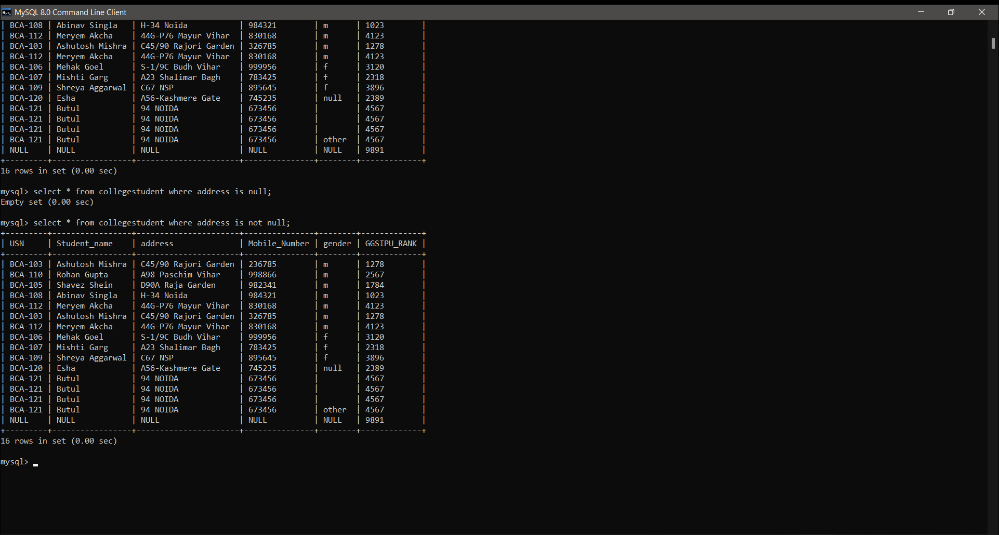 MySQL 8.0 Command Line Client
| BCA-108 | Abinav Singla   | H-34 Noida           | 984321        | m      | 1023        |
| BCA-112 | Meryem Akcha    | 44G-P76 Mayur Vihar  | 830168        | m      | 4123        |
| BCA-103 | Ashutosh Mishra | C45/90 Rajori Garden | 326785        | m      | 1278        |
| BCA-112 | Meryem Akcha    | 44G-P76 Mayur Vihar  | 830168        | m      | 4123        |
| BCA-106 | Mehak Goel      | S-1/9C Budh Vihar    | 999956        | f      | 3120        |
| BCA-107 | Mishti Garg     | A23 Shalimar Bagh    | 783425        | f      | 2318        |
| BCA-109 | Shreya Aggarwal | C67 NSP              | 895645        | f      | 3896        |
| BCA-120 | Esha            | A56-Kashmere Gate    | 745235        | null   | 2389        |
| BCA-121 | Butul           | 94 NOIDA             | 673456        |        | 4567        |
| BCA-121 | Butul           | 94 NOIDA             | 673456        |        | 4567        |
| BCA-121 | Butul           | 94 NOIDA             | 673456        |        | 4567        |
| BCA-121 | Butul           | 94 NOIDA             | 673456        | other  | 4567        |
| NULL    | NULL            | NULL                 | NULL          | NULL   | 9891        |
+---------+-----------------+----------------------+---------------+--------+-------------+
16 rows in set (0.00 sec)
mysql> select * from collegestudent where address is null;
Empty set (0.00 sec)
mysql> select * from collegestudent where address is not null;
+---------+-----------------+----------------------+---------------+--------+-------------+
| USN     | Student_name    | address              | Mobile_Number | gender | GGSIPU_RANK |
+---------+-----------------+----------------------+---------------+--------+-------------+
| BCA-103 | Ashutosh Mishra | C45/90 Rajori Garden | 236785        | m      | 1278        |
| BCA-110 | Rohan Gupta     | A98 Paschim Vihar    | 998866        | m      | 2567        |
| BCA-105 | Shavez Shein    | D90A Raja Garden     | 982341        | m      | 1784        |
| BCA-108 | Abinav Singla   | H-34 Noida           | 984321        | m      | 1023        |
| BCA-112 | Meryem Akcha    | 44G-P76 Mayur Vihar  | 830168        | m      | 4123        |
| BCA-103 | Ashutosh Mishra | C45/90 Rajori Garden | 326785        | m      | 1278        |
| BCA-112 | Meryem Akcha    | 44G-P76 Mayur Vihar  | 830168        | m      | 4123        |
| BCA-106 | Mehak Goel      | S-1/9C Budh Vihar    | 999956        | f      | 3120        |
| BCA-107 | Mishti Garg     | A23 Shalimar Bagh    | 783425        | f      | 2318        |
| BCA-109 | Shreya Aggarwal | C67 NSP              | 895645        | f      | 3896        |
| BCA-120 | Esha            | A56-Kashmere Gate    | 745235        | null   | 2389        |
| BCA-121 | Butul           | 94 NOIDA             | 673456        |        | 4567        |
| BCA-121 | Butul           | 94 NOIDA             | 673456        |        | 4567        |
| BCA-121 | Butul           | 94 NOIDA             | 673456        |        | 4567        |
| BCA-121 | Butul           | 94 NOIDA             | 673456        | other  | 4567        |
| NULL    | NULL            | NULL                 | NULL          | NULL   | 9891        |
+---------+-----------------+----------------------+---------------+--------+-------------+
16 rows in set (0.00 sec)
mysql>